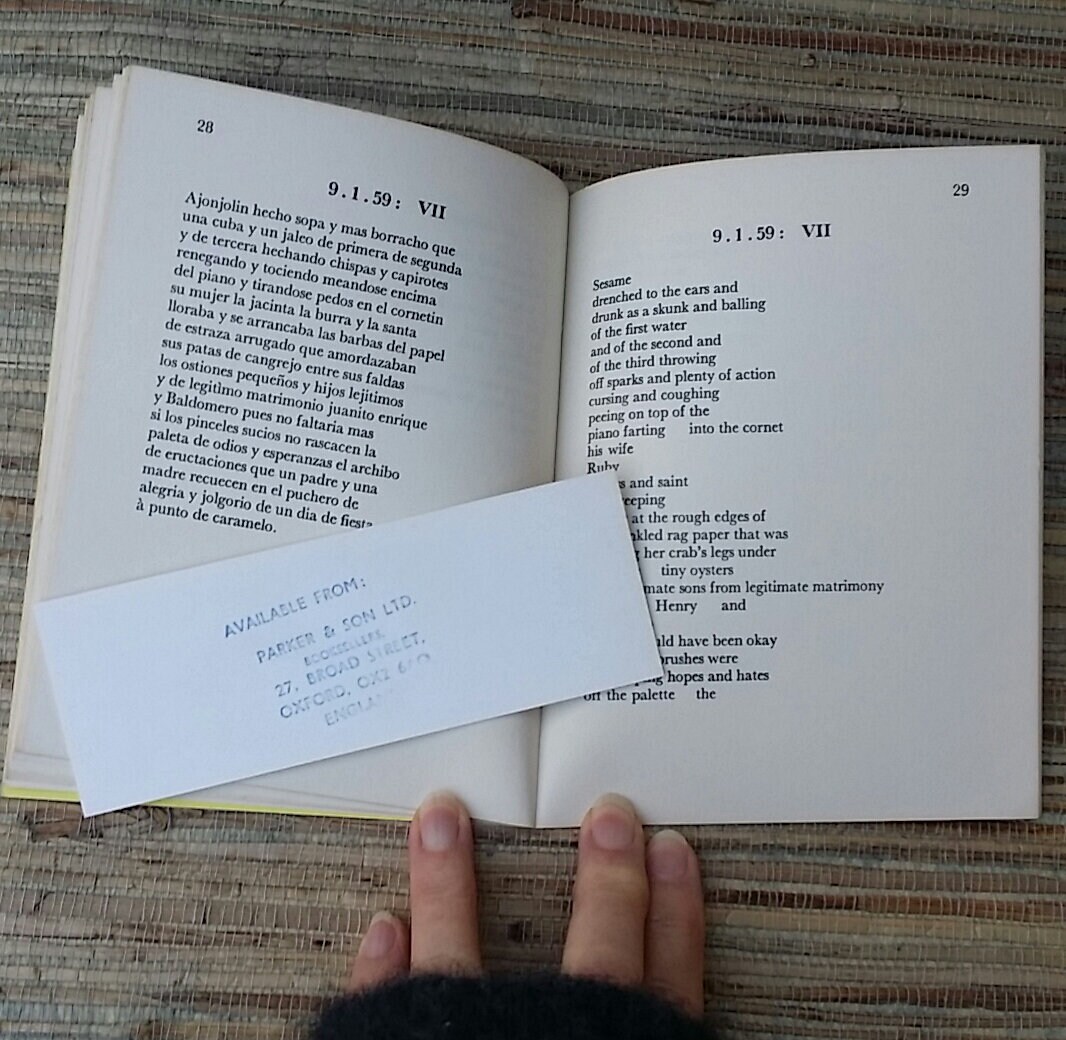 28
9.1.59: VII
Ajonjolin hecho sopa y mas borracho que
una cuba y un jaleo de primera de segunda
y de tercera hechando chispas y capirotes
renegando y tociendo meandose encima
del piano y tirandose pedos en el cornetin
su mujer la jacinta la burra y la santa
lloraba y se arrancaba las barbas del papel
de estraza arrugado que amordazaban
sus patas de cangrejo entre sus faldas
los ostiones pequeños y hijos lejitimos
y de legitimo matrimonio juanito enrique
y Baldomero pues no faltaria mas
si los pinceles sucios no rascacen la
paleta de odios y esperanzas el archibo
de eructaciones que un padre y una
madre recuecen en el puchero de
alegria y jolgorio de un dia de fiesta
à punto de caramelo.
AVAILABLE FROM:
PARKER & SON LTD.
BOOKSELLERS,
27, BROAD STREET,
OXFORD, OX2
29
9.1.59: VII
Sesame
drenched to the ears and
drunk as a skunk and balling
of the first water
and of the second and
of the third throwing
off sparks and plenty of action
cursing and coughing
peeing on top of the
piano farting into the cornet
his wife
Ruby
and saint
at the rough edges of
rag paper that was
her crab's legs under
tiny oysters
sons from legitimate matrimony
Henry and
have been okay
were
hopes and hates
off the palette the